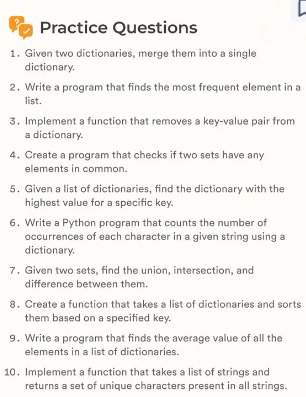 Practice Questions
1. Given two dictionaries, merge them into a single
dictionary.
2. Write a program that finds the most frequent element in a
list.
3. Implement a function that removes a key-value pair from
a dictionary.
4. Create a program that checks if two sets have any
elements in common.
5. Given a list of dictionaries, find the dictionary with the
highest value for a specific key.
6. Write a Python program that counts the number of
occurrences of each character in a given string using a
dictionary.
7. Given two sets, find the union, intersection, and
difference between them.
8. Create a function that takes a list of dictionaries and sorts
them based on a specified key.
9. Write a program that finds the average value of all the
elements in a list of dictionaries.
10. Implement a function that takes a list of strings and
returns a set of unique characters present in all strings.